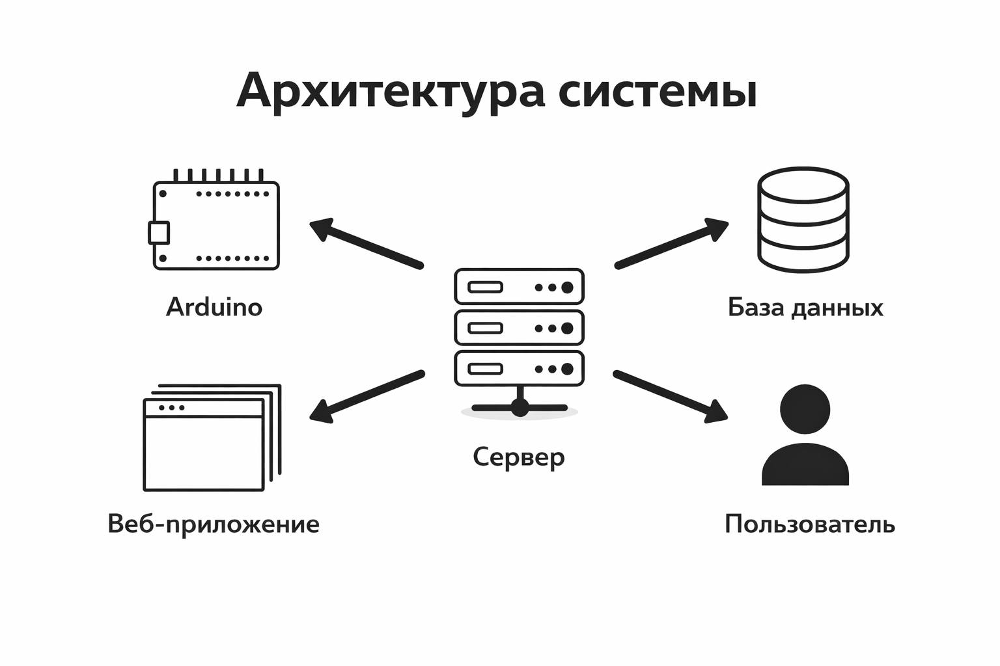 Архитектура системы
Arduino
База данных
Сервер
Веб-приложение
Пользователь